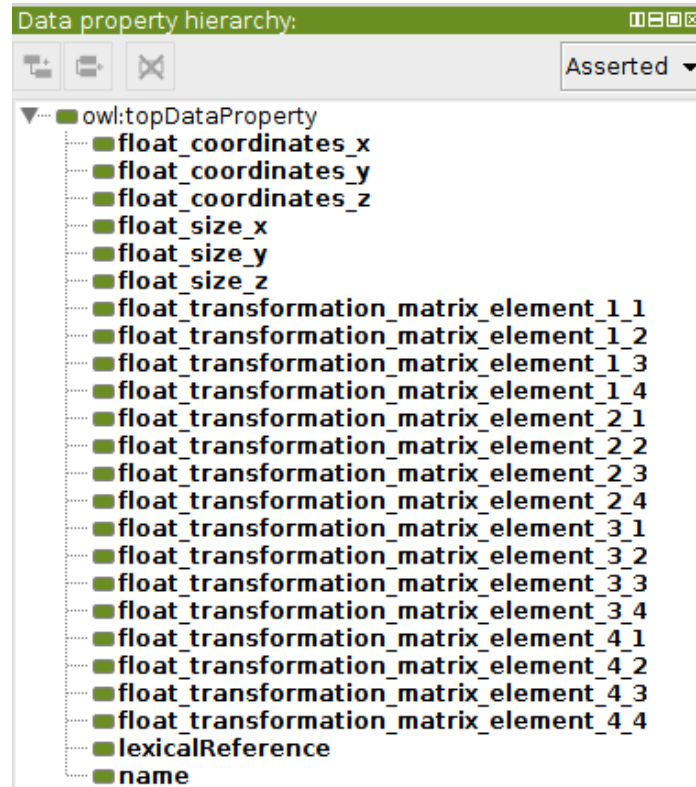 Data property hierarchy:
Asserted
owl:topDataProperty
float_coordinates_x
float_coordinates_y
float_coordinates_z
float_size_x
float_size_y
float_size_z
float_transformation_matrix_element_1_1
float_transformation_matrix_element_1_2
float_transformation_matrix_element_1_3
float_transformation_matrix_element_1_4
float_transformation_matrix_element_2_1
float_transformation_matrix_element_2_2
float_transformation_matrix_element_2_3
float_transformation_matrix_element_2_4
float_transformation_matrix_element_3_1
float_transformation_matrix_element_3_2
float_transformation_matrix_element_3_3
float_transformation_matrix_element_3_4
float_transformation_matrix_element_4_1
float_transformation_matrix_element_4_2
float_transformation_matrix_element_4_3
float_transformation_matrix_element_4_4
lexicalReference
name